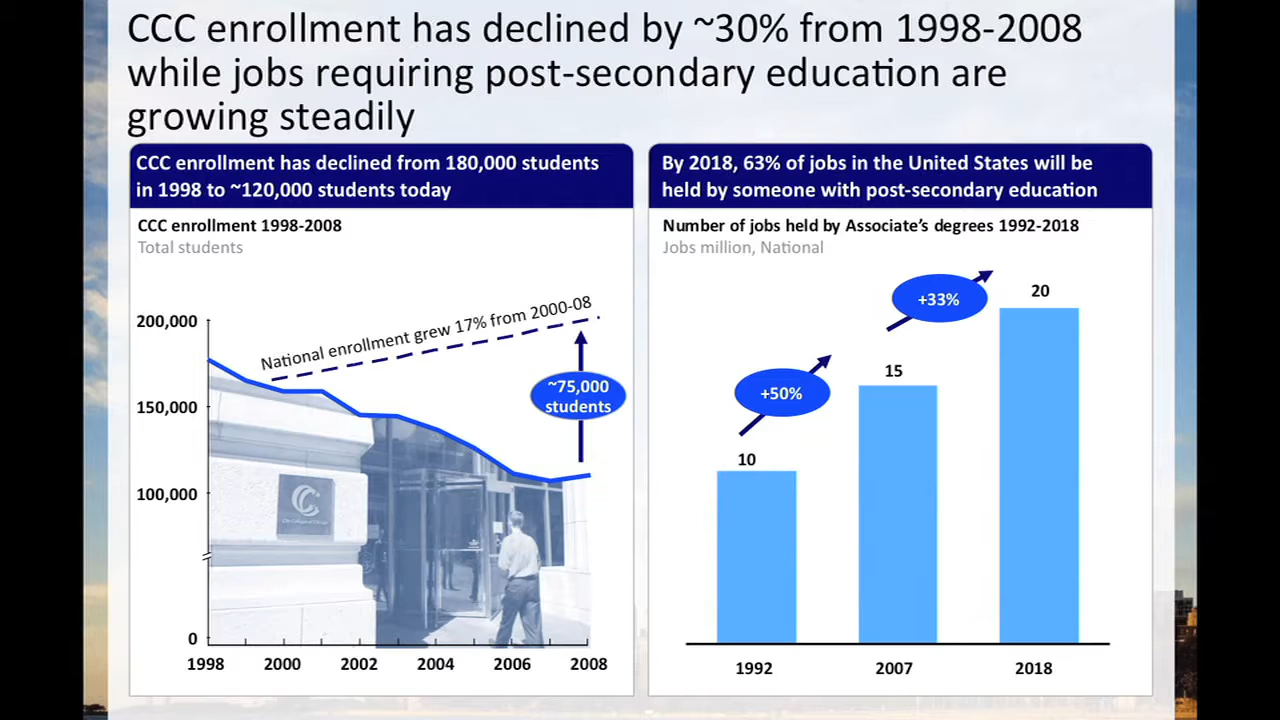 CCC enrollment has declined by ~30% from 1998-2008
while jobs requiring post-secondary education are
growing steadily
CCC enrollment has declined from 180,000 students
in 1998 to ~120,000 students today
CCC enrollment 1998-2008
Total students
200,000
150,000
100,000
0
National enrollment grew 17% from 2000-08
~75,000
students
1998 2000 2002 2004 2006 2008
By 2018, 63% of jobs in the United States will be
held by someone with post-secondary education
Number of jobs held by Associate’s degrees 1992-2018
Jobs million, National
+33%
20
+50%
15
10
1992 2007 2018